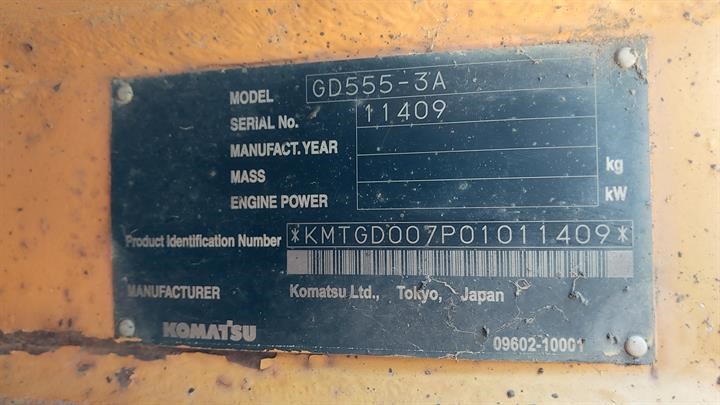 MODEL GD555-3A
SERIAL No. 11409
MANUFACT. YEAR
MASS kg
ENGINE POWER kW
Product Identification Number *KMTGD007P01011409*
MANUFACTURER Komatsu Ltd., Tokyo, Japan
KOMATSU 09602-10001